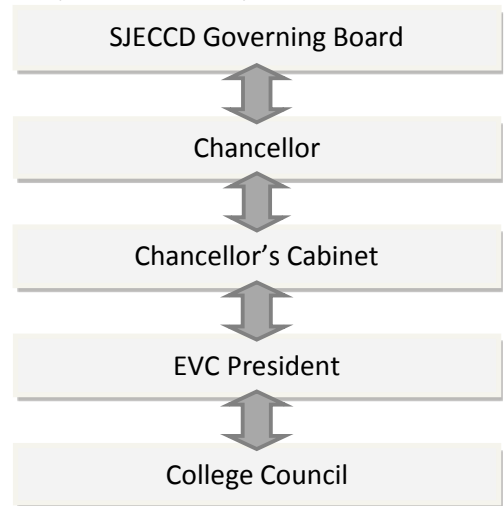 SJECCD Governing Board
Chancellor
Chancellor’s Cabinet
EVC President
College Council